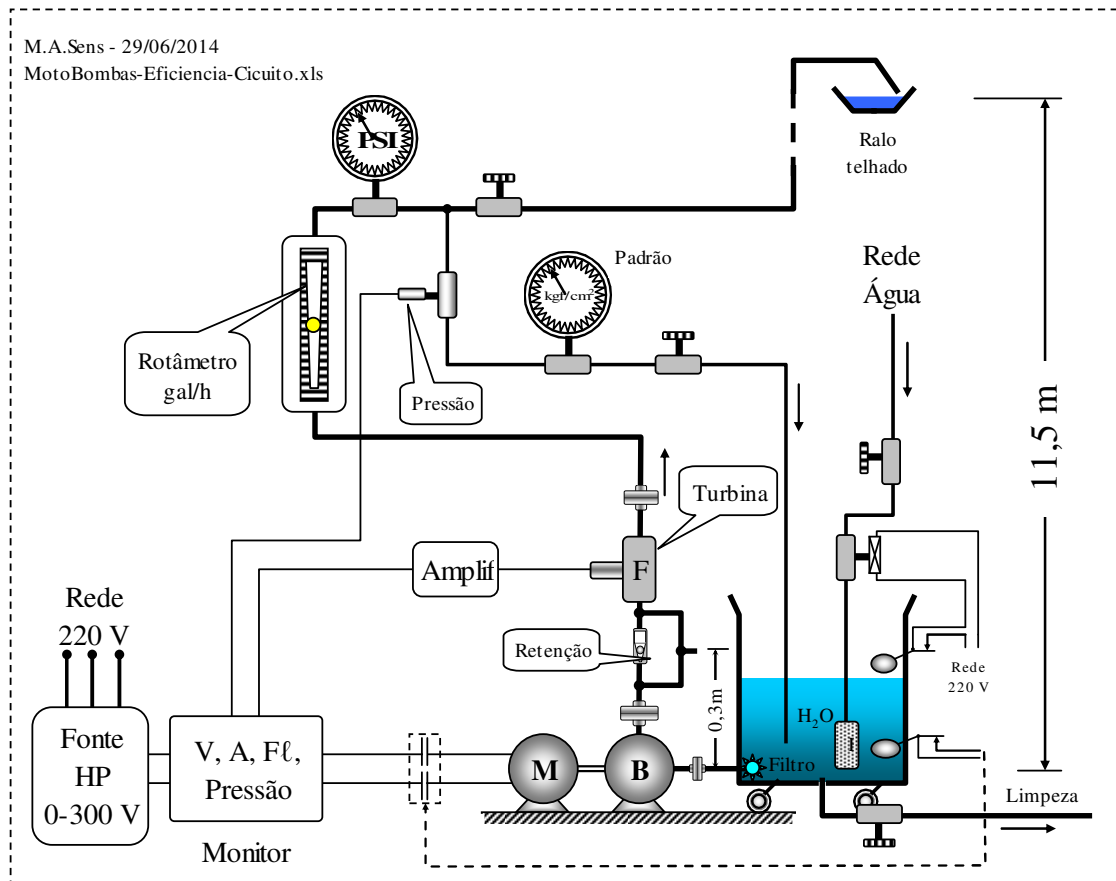 M.A.Sens - 29/06/2014
MotoBombas-Eficiencia-Cicuito.xls
PSI
Ralo
telhado
Padrão
kgf/cm²
Rede
Água
Rotâmetro
gal/h
Pressão
11,5 m
Turbina
Amplif
F
Rede
220 V
Retenção
0,3m
Rede
220 V
H₂O
Fonte
HP
0-300 V
V, A, Fℓ,
Pressão
M
B
Filtro
Limpeza
Monitor